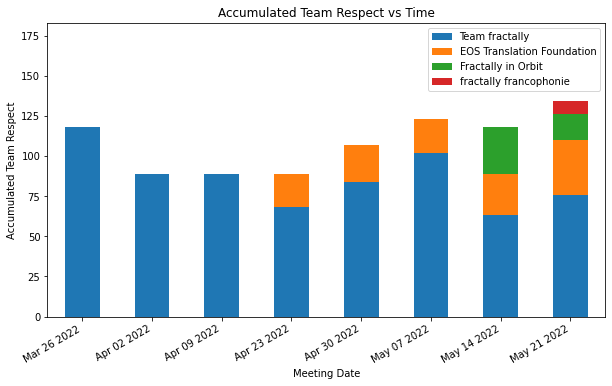 Accumulated Team Respect vs Time
Team fractally
EOS Translation Foundation
Fractally in Orbit
fractally francophonie
Accumulated Team Respect
175
150
125
100
75
50
25
0
Mar 26 2022
Apr 02 2022
Apr 09 2022
Apr 23 2022
Apr 30 2022
May 07 2022
May 14 2022
May 21 2022
Meeting Date